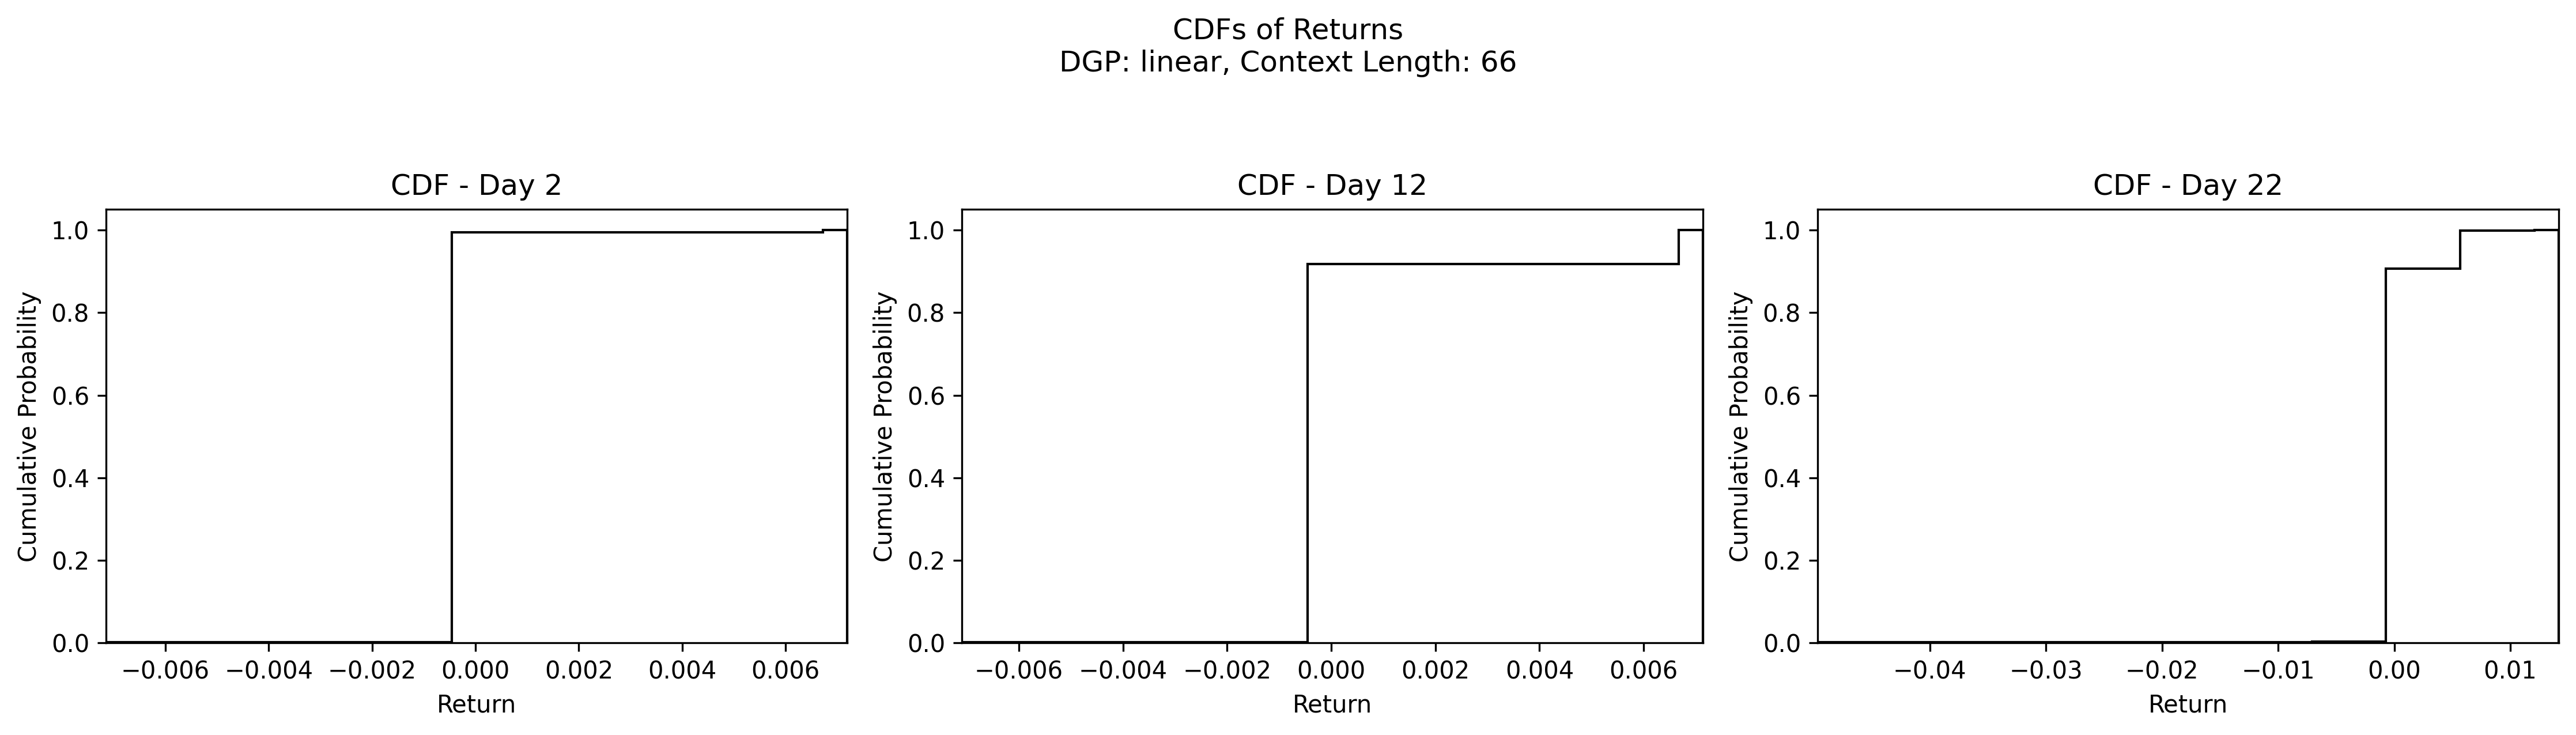 CDFs of Returns
DGP: linear, Context Length: 66
CDF - Day 2
1.0
0.8
0.6
0.4
0.2
0.0
Cumulative Probability
−0.006 −0.004 −0.002 0.000 0.002 0.004 0.006
Return
CDF - Day 12
1.0
0.8
0.6
0.4
0.2
0.0
Cumulative Probability
−0.006 −0.004 −0.002 0.000 0.002 0.004 0.006
Return
CDF - Day 22
1.0
0.8
0.6
0.4
0.2
0.0
Cumulative Probability
−0.04 −0.03 −0.02 −0.01 0.00 0.01
Return